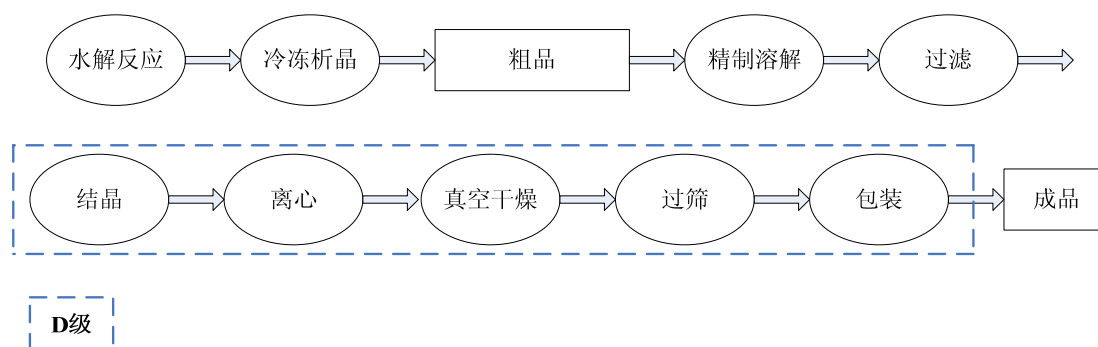 水解反应 冷冻析晶 粗品 精制溶解 过滤
结晶 离心 真空干燥 过筛 包装 成品
D级